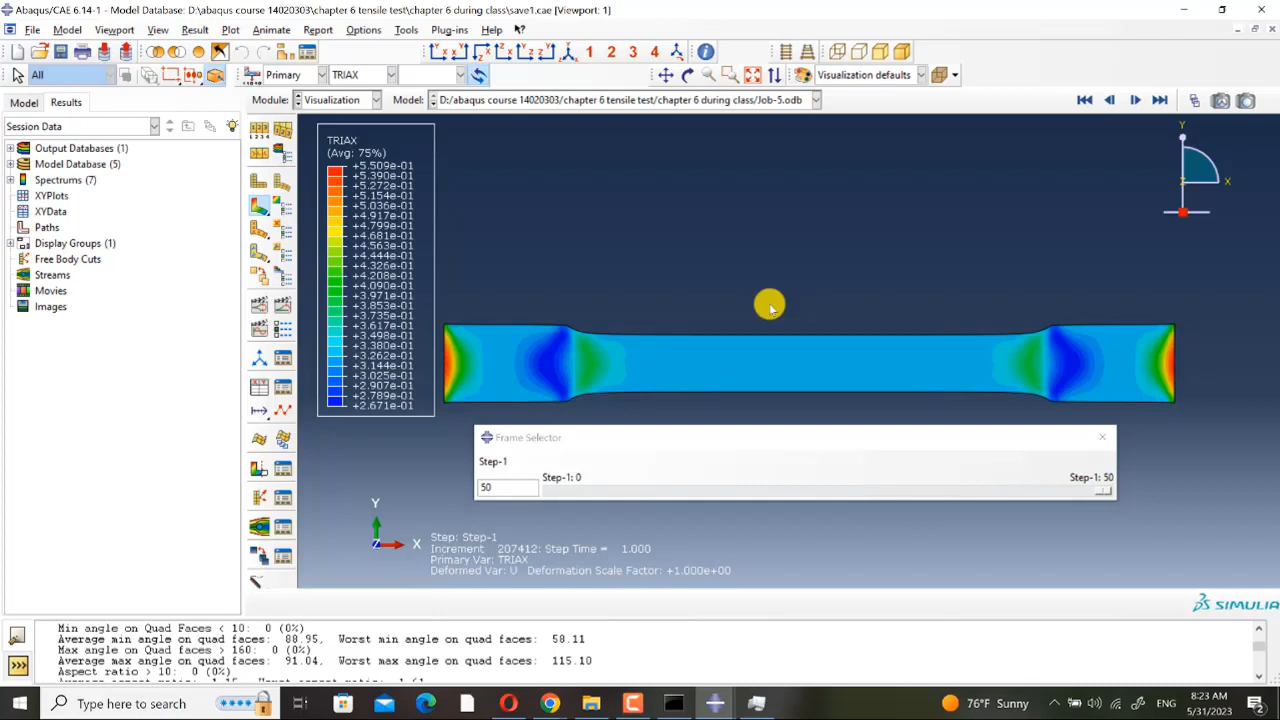 Abaqus/CAE 6.14-1 - Model Database: D:\abaqus course 14020303\chapter 6 tensile test\chapter 6 during class\save1.cae [Viewport: 1]
File Model Viewport View Result Plot Animate Report Options Tools Plug-ins Help
1 2 3 4
All Primary TRIAX Visualization defaults
Model Results Module: Visualization Model: D:/abaqus course 14020303/chapter 6 tensile test/chapter 6 during class/Job-5.odb
Session Data
Output Databases (1)
Model Database (5)
Spectrums (7)
XYPlots
XYData
Paths
Display Groups (1)
Free Body Cuts
Streams
Movies
Images
TRIAX
(Avg: 75%)
+5.509e-01
+5.390e-01
+5.272e-01
+5.154e-01
+5.036e-01
+4.917e-01
+4.799e-01
+4.681e-01
+4.563e-01
+4.444e-01
+4.326e-01
+4.208e-01
+4.090e-01
+3.971e-01
+3.853e-01
+3.735e-01
+3.617e-01
+3.498e-01
+3.380e-01
+3.262e-01
+3.144e-01
+3.025e-01
+2.907e-01
+2.789e-01
+2.671e-01
Y
Z X
Frame Selector
Step-1
50 Step-1: 0 Step-1: 50
Y
Z X
Step: Step-1
Increment 207412: Step Time = 1.000
Primary Var: TRIAX
Deformed Var: U Deformation Scale Factor: +1.000e+00
SIMULIA
Min angle on Quad Faces < 10: 0 (0%)
Average min angle on quad faces: 88.95, Worst min angle on quad faces: 58.11
Max angle on Quad Faces > 160: 0 (0%)
Average max angle on quad faces: 91.04, Worst max angle on quad faces: 115.10
Aspect ratio > 10: 0 (0%)
>>>
Type here to search
76°F Sunny
ENG
8:23 AM
5/31/2023